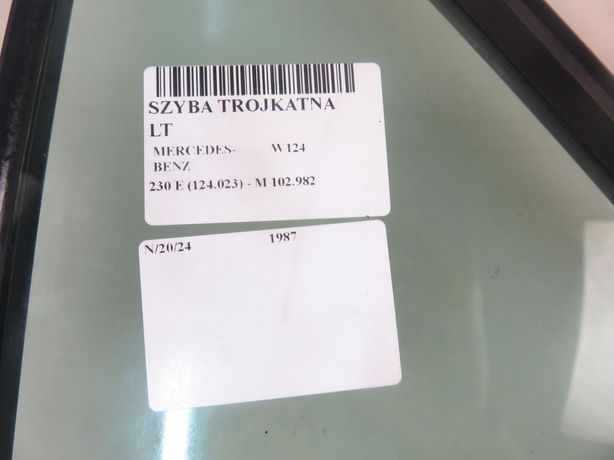 SZYBA TROJKATNA
LT
MERCEDES- W124
BENZ
230 E (124.023) - M 102.982
N/20/24 1987